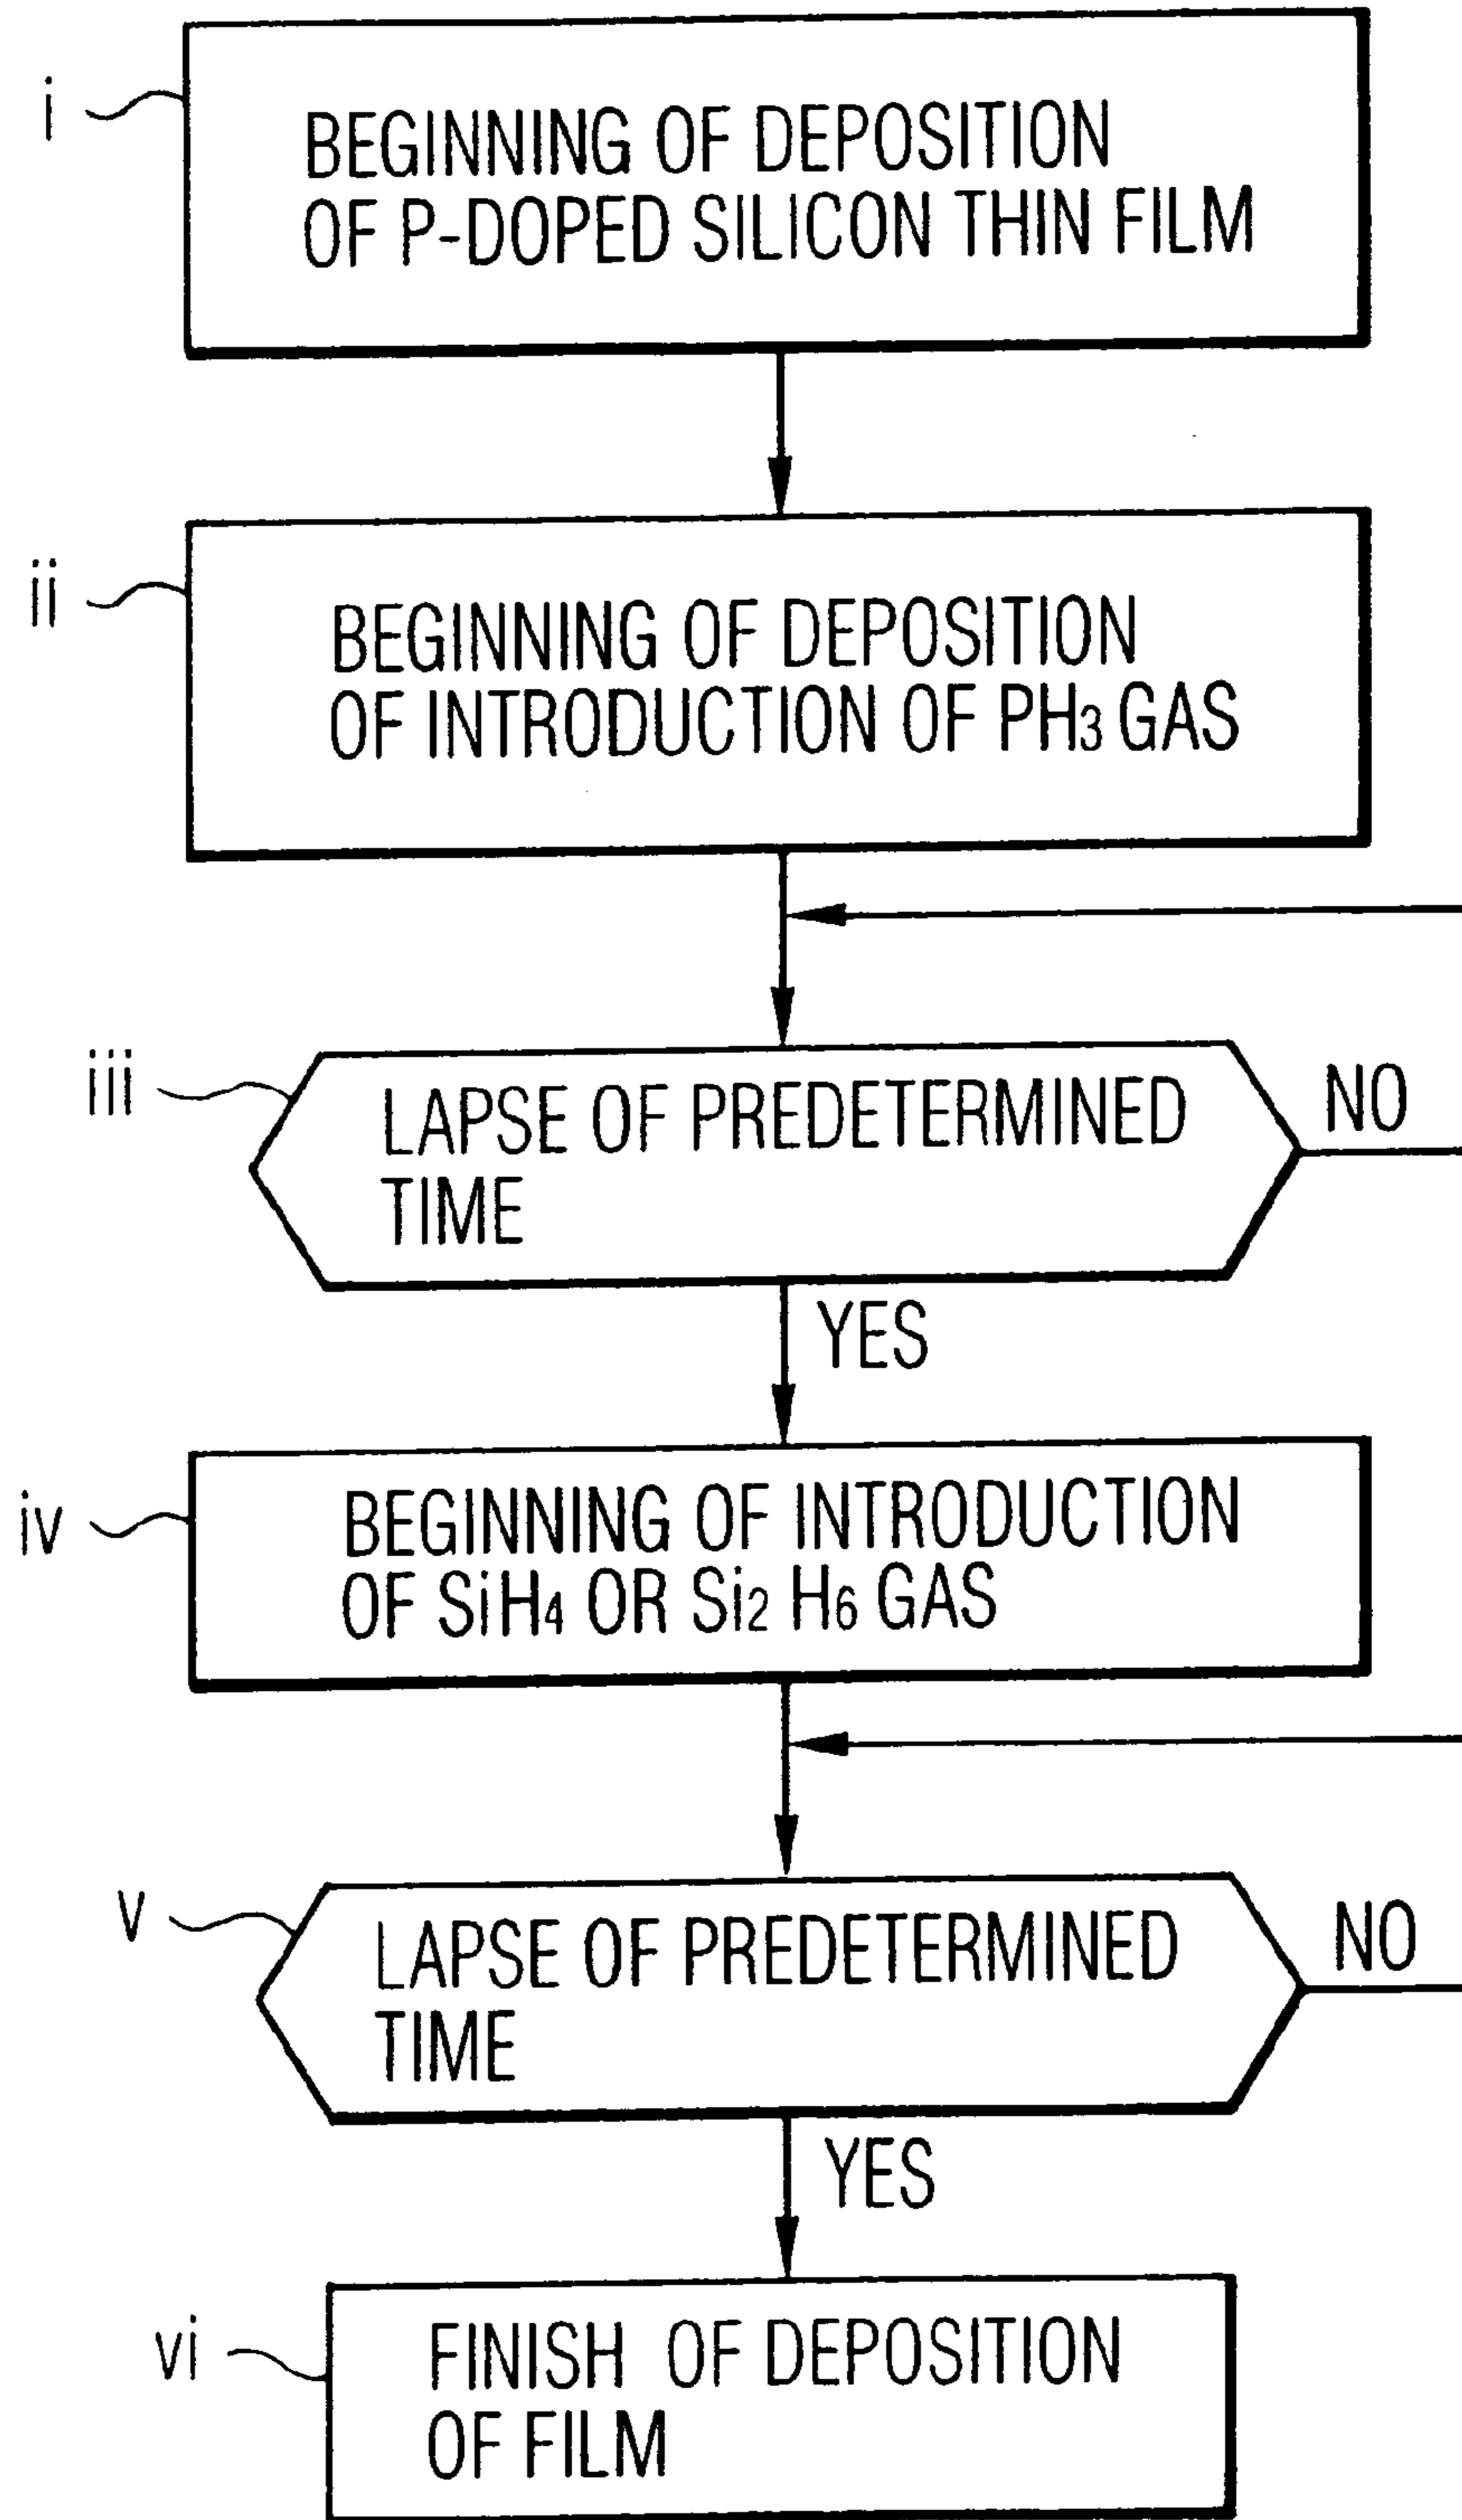 i
BEGINNING OF DEPOSITION
OF P-DOPED SILICON THIN FILM
ii
BEGINNING OF DEPOSITION
OF INTRODUCTION OF PH₃ GAS
iii
LAPSE OF PREDETERMINED
TIME
NO
YES
iv
BEGINNING OF INTRODUCTION
OF SiH₄ OR Si₂ H₆ GAS
v
LAPSE OF PREDETERMINED
TIME
NO
YES
vi
FINISH OF DEPOSITION
OF FILM